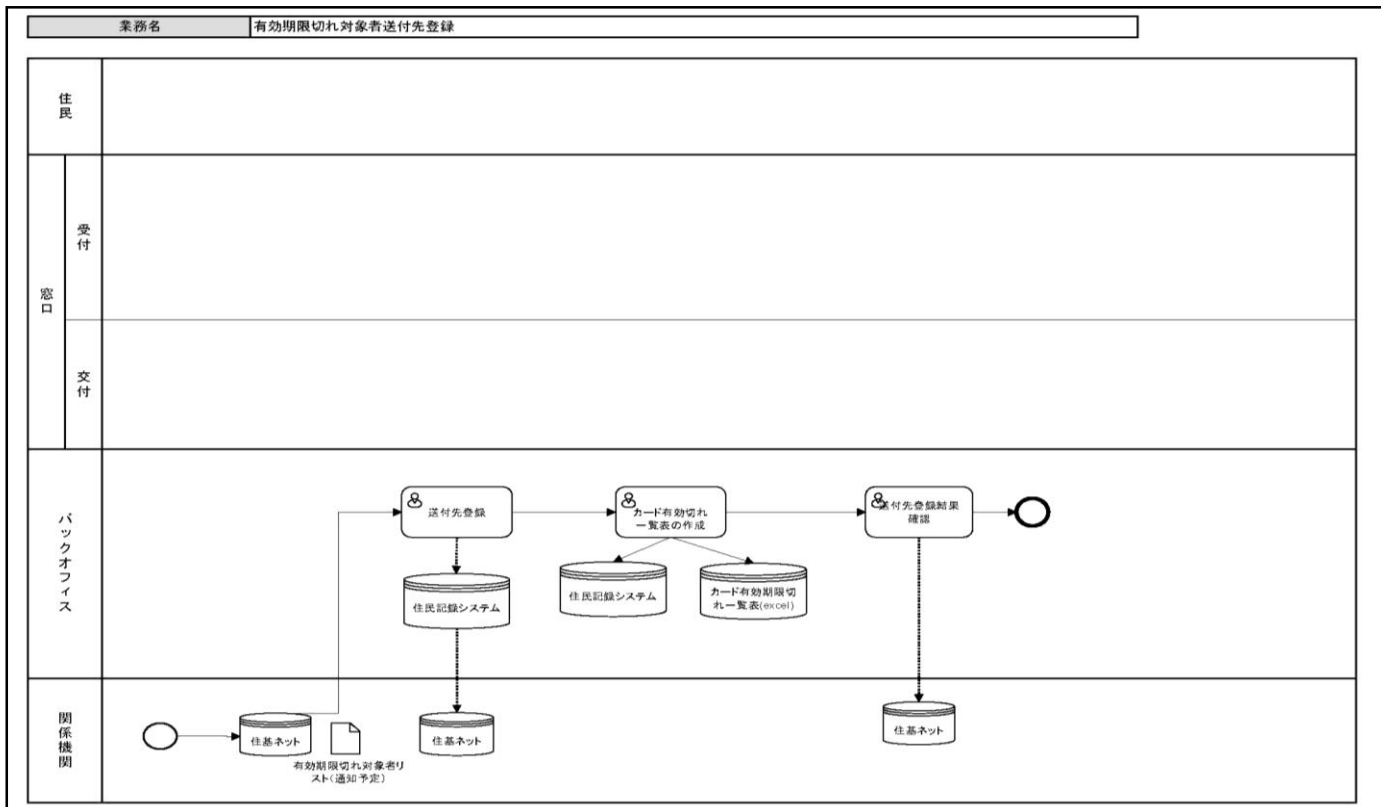 業務名
有効期限切れ対象者送付先登録
住民
窓口
受付
交付
バックオフィス
送付先登録
カード有効切れ
一覧表の作成
送付先登録結果
確認
住民記録システム
住民記録システム
カード有効期限切
れ一覧表(excel)
関係機関
住基ネット
有効期限切れ対象者リ
スト(通知予定)
住基ネット
住基ネット